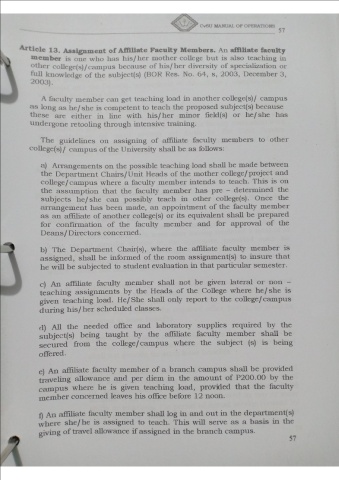 CeSU MANUAL OF OPERATIONS
57
Article 13. Assignment of Affiliate Faculty Members. An affiliate faculty
member is one who has his/her mother college but is also teaching in
other college(s)/campus because of his/her diversity of specialization or
full knowledge of the subject(s) (BOR Res. No. 64, s, 2003, December 3,
2003).
A faculty member can get teaching load in another college(s)/ campus
as long as he/she is competent to teach the proposed subject(s) because
these are either in line with his/her minor field(s) or he/she has
undergone retooling through intensive training.
The guidelines on assigning of affiliate faculty members to other
college(s)/ campus of the University shall be as follows:
a) Arrangements on the possible teaching load shall be made between
the Department Chairs/Unit Heads of the mother college/project and
college/campus where a faculty member intends to teach. This is on
the assumption that the faculty member has pre – determined the
subjects he/she can possibly teach in other college(s). Once the
arrangement has been made, an appointment of the faculty member
as an affiliate of another college(s) or its equivalent shall be prepared
for confirmation of the faculty member and for approval of the
Deans/Directors concerned.
b) The Department Chair(s), where the affiliate faculty member is
assigned, shall be informed of the room assignment(s) to insure that
he will be subjected to student evaluation in that particular semester.
c) An affiliate faculty member shall not be given lateral or non –
teaching assignments by the Heads of the College where he/she is
given teaching load. He/She shall only report to the college/campus
during his/her scheduled classes.
d) All the needed office and laboratory supplies required by the
subject(s) being taught by the affiliate faculty member shall be
secured from the college/campus where the subject (s) is being
offered.
e) An affiliate faculty member of a branch campus shall be provided
traveling allowance and per diem in the amount of P200.00 by the
campus where he is given teaching load, provided that the faculty
member concerned leaves his office before 12 noon.
f) An affiliate faculty member shall log in and out in the department(s)
where she/he is assigned to teach. This will serve as a basis in the
giving of travel allowance if assigned in the branch campus.
57